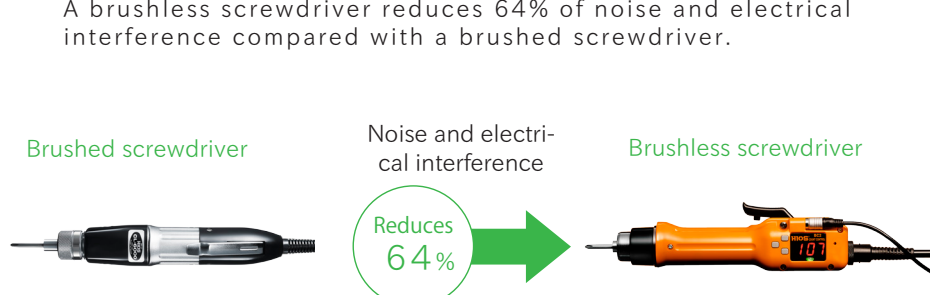 A brushless screwdriver reduces 64% of noise and electrical
interference compared with a brushed screwdriver.
Brushed screwdriver
Noise and electri-
cal interference
Brushless screwdriver
Reduces
64%
HIOS
107